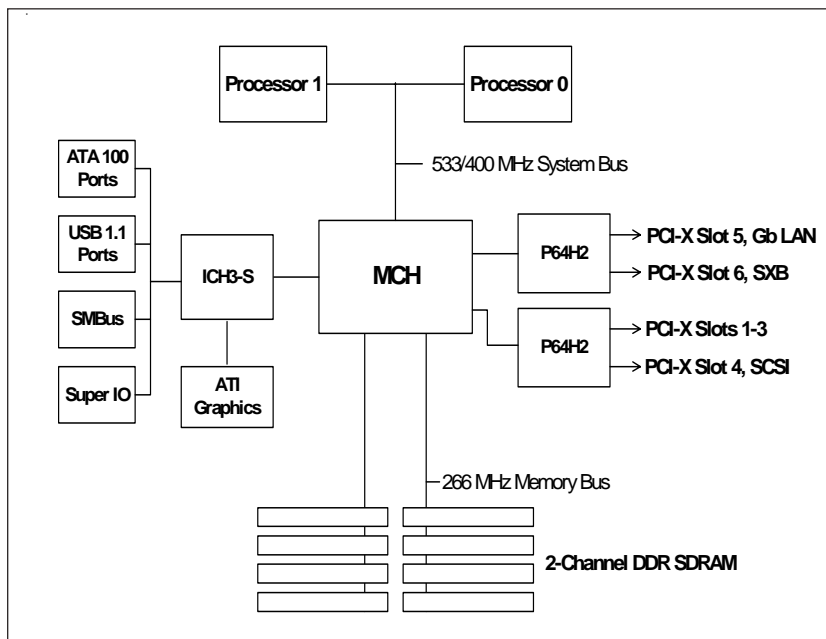 Processor 1
Processor 0
533/400 MHz System Bus
ATA 100
Ports
USB 1.1
Ports
SMBus
Super IO
ICH3-S
ATI
Graphics
MCH
P64H2
PCI-X Slot 5, Gb LAN
PCI-X Slot 6, SXB
P64H2
PCI-X Slots 1-3
PCI-X Slot 4, SCSI
266 MHz Memory Bus
2-Channel DDR SDRAM